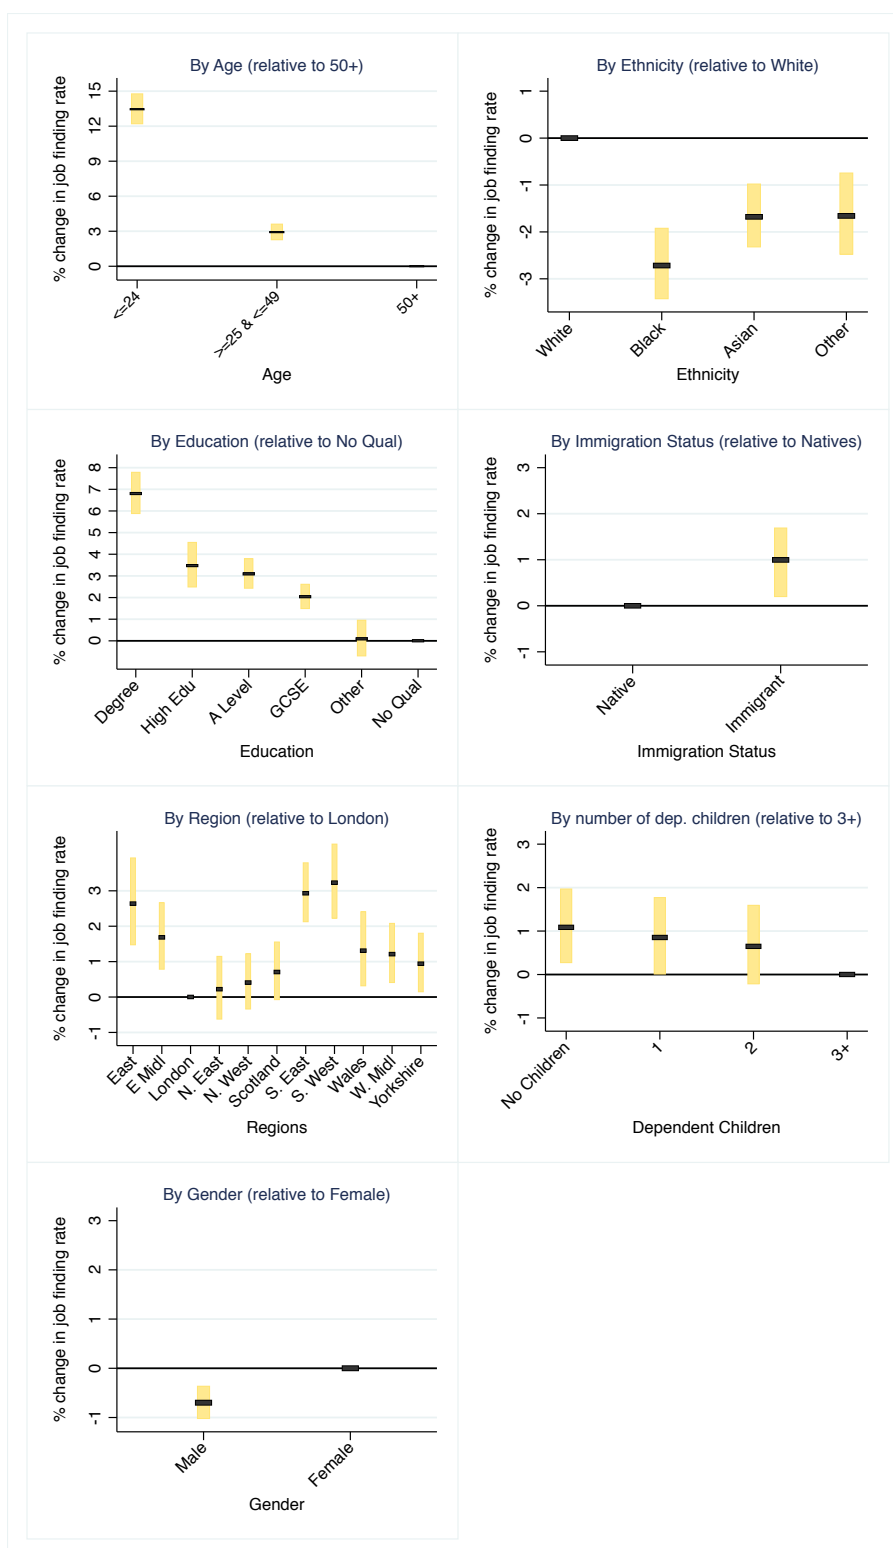 By Age (relative to 50+)
% change in job finding rate
15
12
9
6
3
0
<=24
>=25 & <=49
50+
Age
By Ethnicity (relative to White)
% change in job finding rate
1
0
-1
-2
-3
White
Black
Asian
Other
Ethnicity
By Education (relative to No Qual)
% change in job finding rate
8
7
6
5
4
3
2
1
0
Degree
High Edu
A Level
GCSE
Other
No Qual
Education
By Immigration Status (relative to Natives)
% change in job finding rate
3
2
1
0
-1
Native
Immigrant
Immigration Status
By Region (relative to London)
% change in job finding rate
3
2
1
0
-1
East
E Midl
London
N. East
N. West
Scotland
S. East
S. West
Wales
W. Midl
Yorkshire
Regions
By number of dep. children (relative to 3+)
% change in job finding rate
3
2
1
0
-1
No Children
1
2
3+
Dependent Children
By Gender (relative to Female)
% change in job finding rate
3
2
1
0
-1
Male
Female
Gender